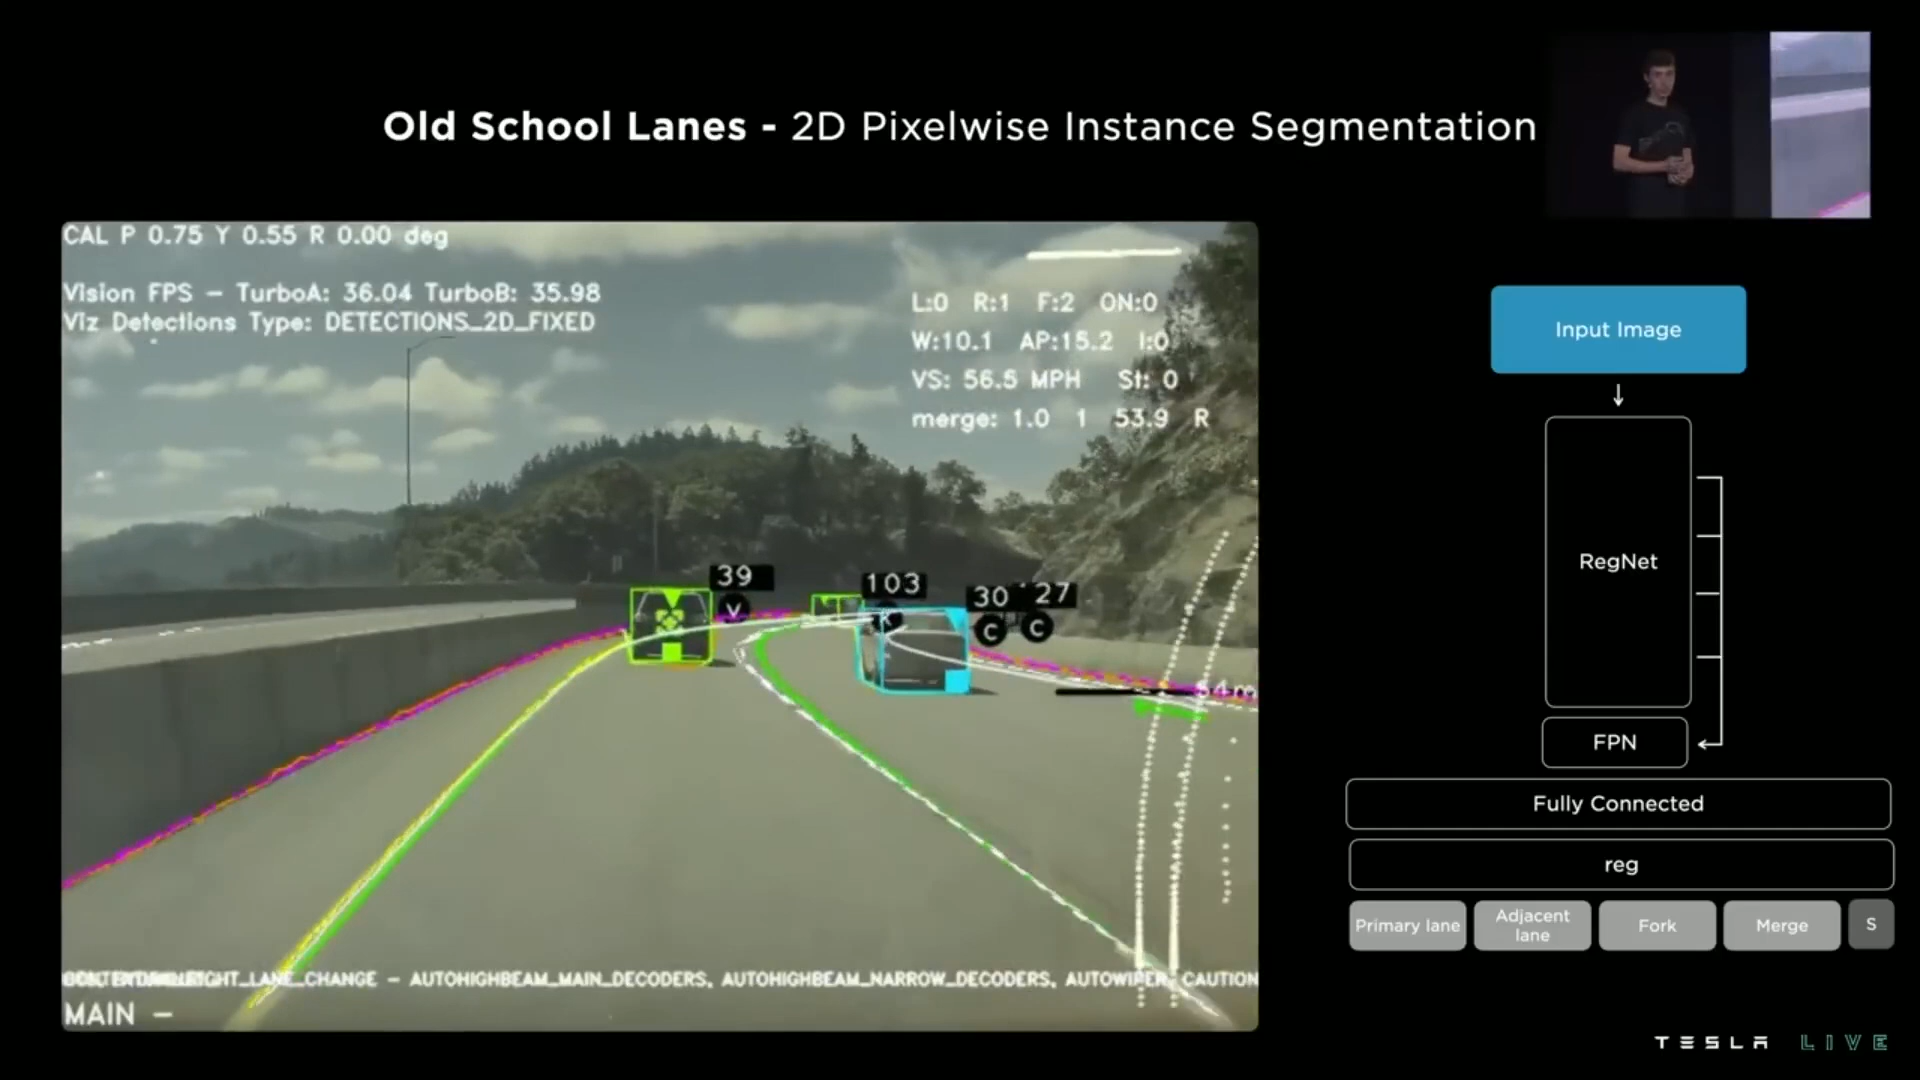 Old School Lanes - 2D Pixelwise Instance Segmentation
CAL P 0.75 Y 0.55 R 0.00 deg
Vision FPS - TurboA: 36.04 TurboB: 35.98
Viz Detections Type: DETECTIONS_2D_FIXED
L:0 R:1 F:2 ON:0
W:10.1 AP:15.2 I:0
VS: 56.5 MPH St: 0
merge: 1.0 1 53.9 R
39
V
103
30
27
C
C
LANE_CHANGE - AUTOHIGHBEAM_MAIN_DECODERS, AUTOHIGHBEAM_NARROW_DECODERS, AUTOWIPER, CAUTION
MAIN -
Input Image
RegNet
FPN
Fully Connected
reg
Primary lane
Adjacent
lane
Fork
Merge
S
TESLA LIVE